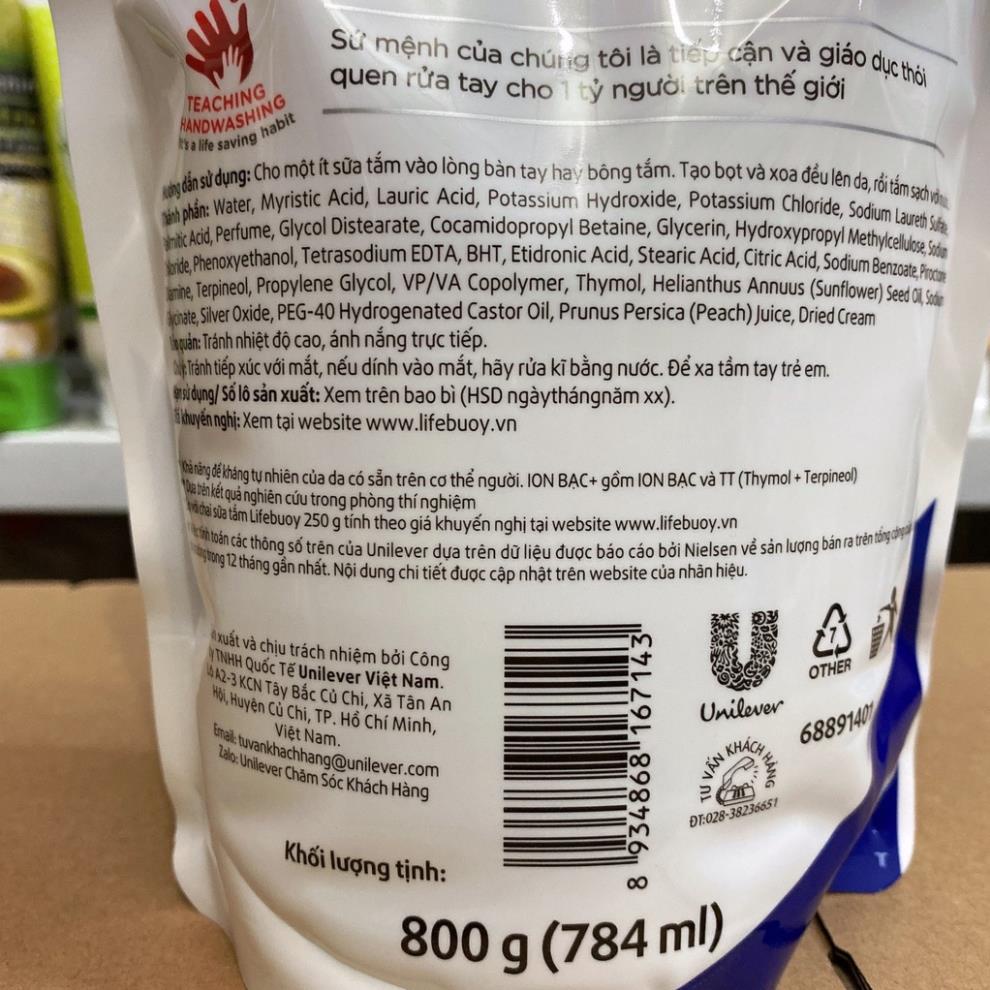 TEACHING
HANDWASHING
it's a life saving habit
Sứ mệnh của chúng tôi là tiếp cận và giáo dục thói
quen rửa tay cho 1 tỷ người trên thế giới
dẫn sử dụng: Cho một ít sữa tắm vào lòng bàn tay hay bông tắm. Tạo bọt và xoa đều lên da, rồi tắm sạch với
phần: Water, Myristic Acid, Lauric Acid, Potassium Hydroxide, Potassium Chloride, Sodium Laureth Sulfate,
Acid, Perfume, Glycol Distearate, Cocamidopropyl Betaine, Glycerin, Hydroxypropyl Methylcellulose, Sodium
Phenoxyethanol, Tetrasodium EDTA, BHT, Etidronic Acid, Stearic Acid, Citric Acid, Sodium Benzoate, Piroctone
Terpineol, Propylene Glycol, VP/VA Copolymer, Thymol, Helianthus Annuus (Sunflower) Seed Oil, Sodium
Silver Oxide, PEG-40 Hydrogenated Castor Oil, Prunus Persica (Peach) Juice, Dried Cream
quản: Tránh nhiệt độ cao, ánh nắng trực tiếp.
Tránh tiếp xúc với mắt, nếu dính vào mắt, hãy rửa kĩ bằng nước. Để xa tầm tay trẻ em.
sử dụng/ Số lô sản xuất: Xem trên bao bì (HSD ngàythángnăm xx).
khuyến nghị: Xem tại website www.lifebuoy.vn
Khả năng đề kháng tự nhiên của da có sẵn trên cơ thể người. ION BẠC+ gồm ION BẠC và TT (Thymol + Terpineol)
Dựa trên kết quả nghiên cứu trong phòng thí nghiệm
với chai sữa tắm Lifebuoy 250 g tính theo giá khuyến nghị tại website www.lifebuoy.vn
tính toán các thông số trên của Unilever dựa trên dữ liệu được báo cáo bởi Nielsen về sản lượng bán ra trên tổng
trong 12 tháng gần nhất. Nội dung chi tiết được cập nhật trên website của nhãn hiệu.
xuất và chịu trách nhiệm bởi Công
ty TNHH Quốc Tế Unilever Việt Nam.
Lô A2-3 KCN Tây Bắc Củ Chi, Xã Tân An
Hội, Huyện Củ Chi, TP. Hồ Chí Minh,
Việt Nam.
Email: tuvankhachhang@unilever.com
Zalo: Unilever Chăm Sóc Khách Hàng
8 934868 167143
Unilever
7
OTHER
68891401
TƯ VẤN KHÁCH HÀNG
ĐT:028-38236651
Khối lượng tịnh:
800 g (784 ml)